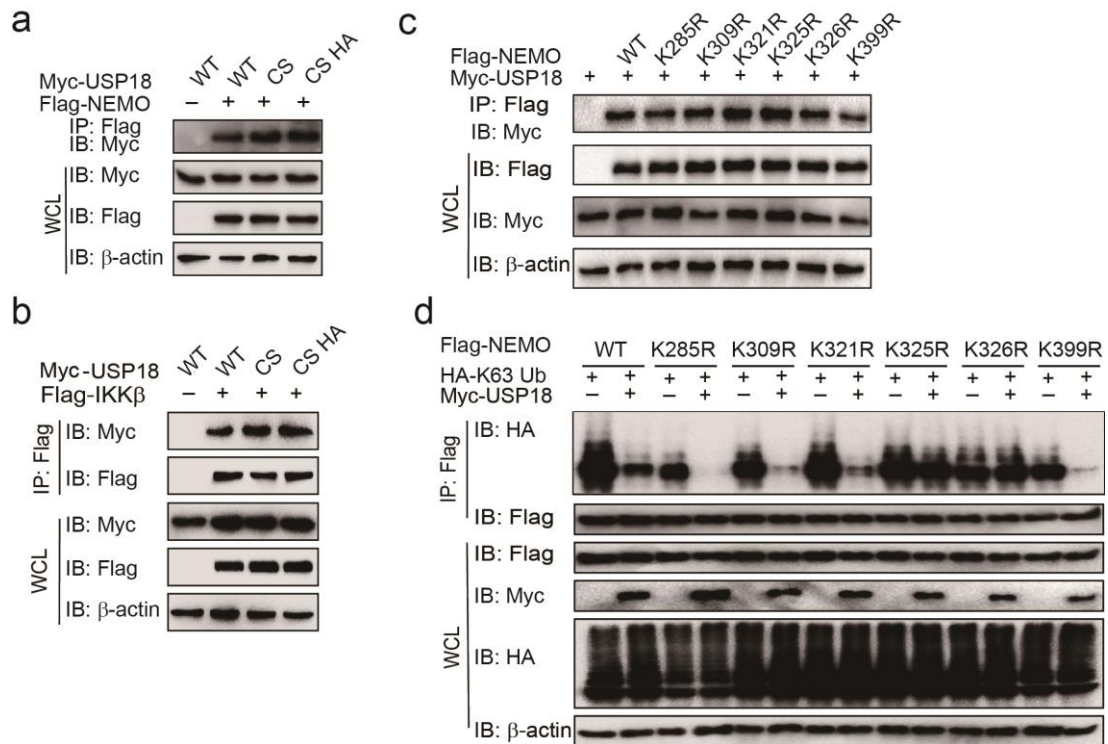 a
Myc-USP18 WT WT CS CS HA
Flag-NEMO – + + +
IP: Flag
IB: Myc
WCL
IB: Myc
IB: Flag
IB: β-actin
b
Myc-USP18 WT WT CS CS HA
Flag-IKKβ – + + +
IP: Flag
IB: Myc
IB: Flag
WCL
IB: Myc
IB: Flag
IB: β-actin
c
Flag-NEMO WT K285R K309R K321R K325R K326R K399R
Myc-USP18 + + + + + + + +
IP: Flag
IB: Myc
WCL
IB: Flag
IB: Myc
IB: β-actin
d
Flag-NEMO WT K285R K309R K321R K325R K326R K399R
HA-K63 Ub + + + + + + + + + + + + + +
Myc-USP18 – + – + – + – + – + – + – +
IP: Flag
IB: HA
IB: Flag
WCL
IB: Flag
IB: Myc
IB: HA
IB: β-actin